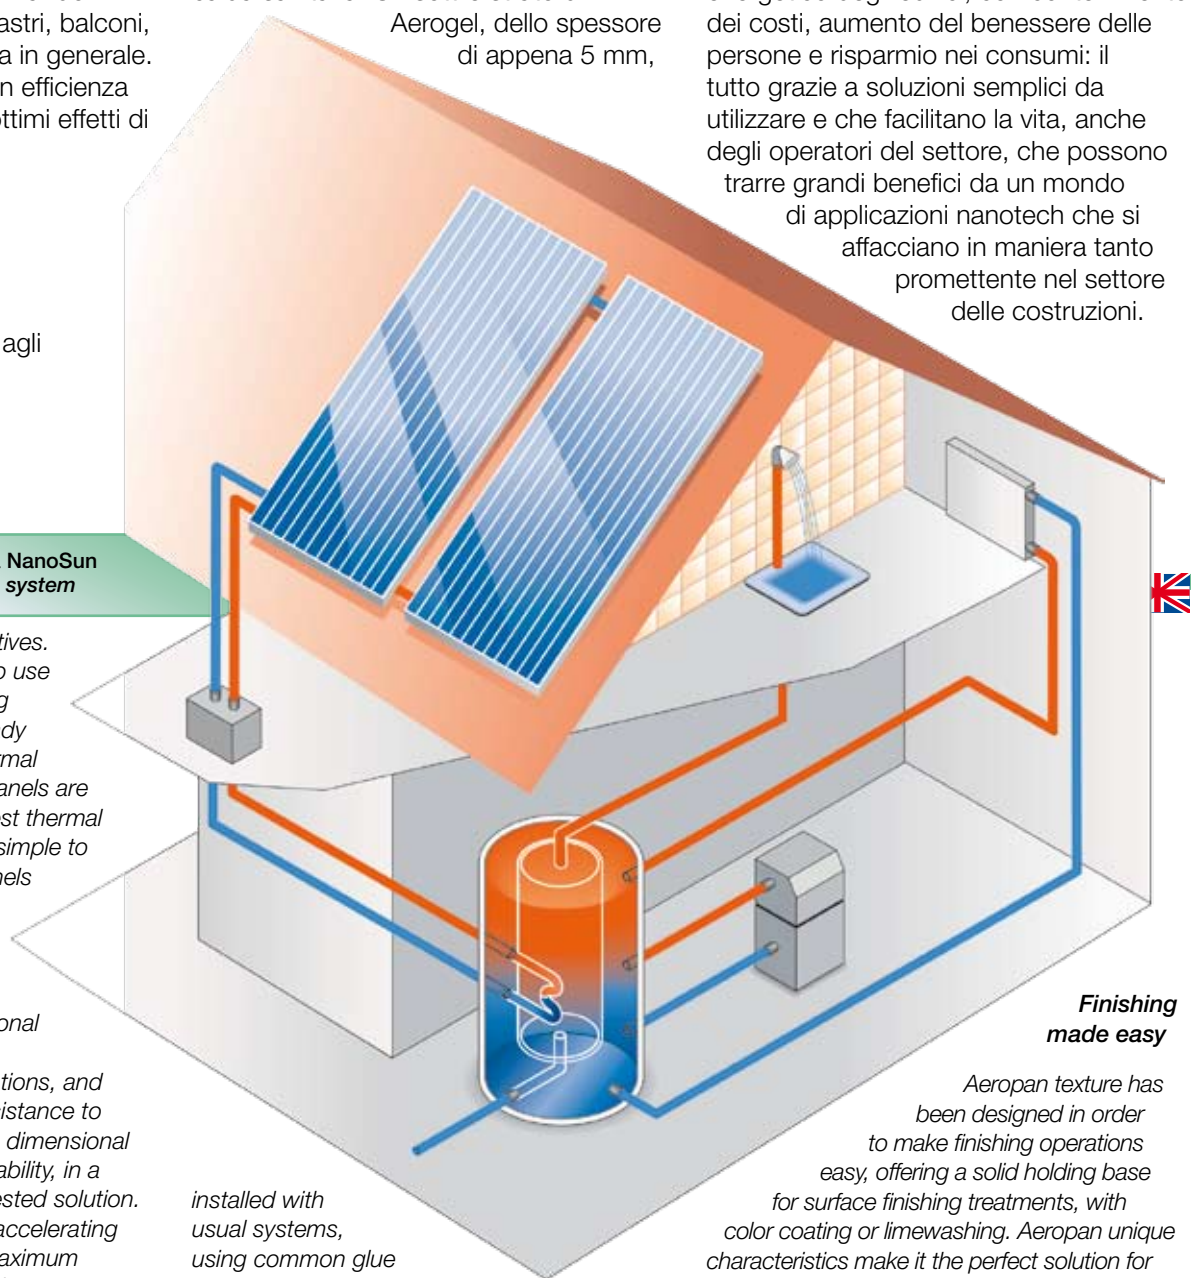 astri, balconi,
a in generale.
n efficienza
ottimi effetti di
agli
Aerogel, dello spessore
di appena 5 mm,
dei costi, aumento del benessere delle
persone e risparmio nei consumi: il
tutto grazie a soluzioni semplici da
utilizzare e che facilitano la vita, anche
degli operatori del settore, che possono
trarre grandi benefici da un mondo
di applicazioni nanotech che si
affacciano in maniera tanto
promettente nel settore
delle costruzioni.
NanoSun
system
tives.
o use
g
dy
rmal
anels are
est thermal
simple to
nels
onal
tions, and
sistance to
dimensional
ability, in a
ested solution.
accelerating
aximum
installed with
usual systems,
using common glue
Finishing
made easy
Aeropan texture has
been designed in order
to make finishing operations
easy, offering a solid holding base
for surface finishing treatments, with
color coating or limewashing. Aeropan unique
characteristics make it the perfect solution for